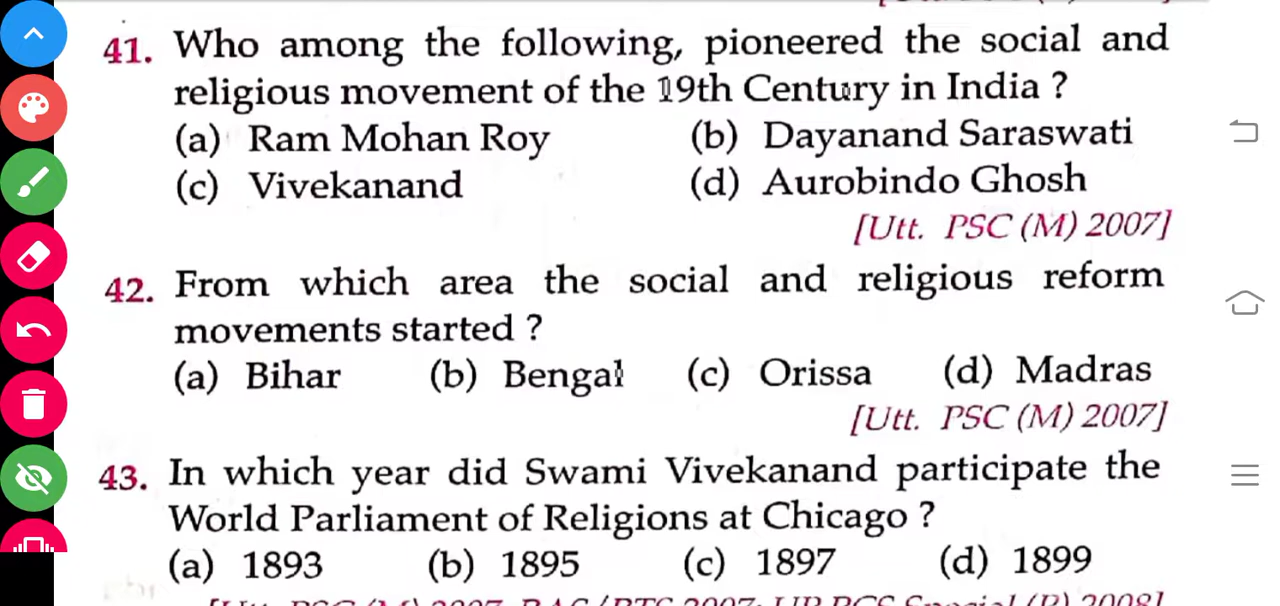 41. Who among the following, pioneered the social and
religious movement of the 19th Century in India ?
(a) Ram Mohan Roy (b) Dayanand Saraswati
(c) Vivekanand (d) Aurobindo Ghosh
[Utt. PSC (M) 2007]
42. From which area the social and religious reform
movements started ?
(a) Bihar (b) Bengal (c) Orissa (d) Madras
[Utt. PSC (M) 2007]
43. In which year did Swami Vivekanand participate the
World Parliament of Religions at Chicago ?
(a) 1893 (b) 1895 (c) 1897 (d) 1899